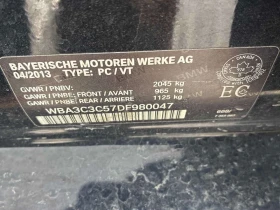 BAYERISCHE MOTOREN WERKE AG
04/2013 TYPE: PC / VT
GVWR / PNBV: 2045 kg
GAWR / PNBE: FRONT / AVANT 965 kg
GAWR / PNBE: REAR / ARRIERE 1125 kg
WBA3C3C57DF980047
EC